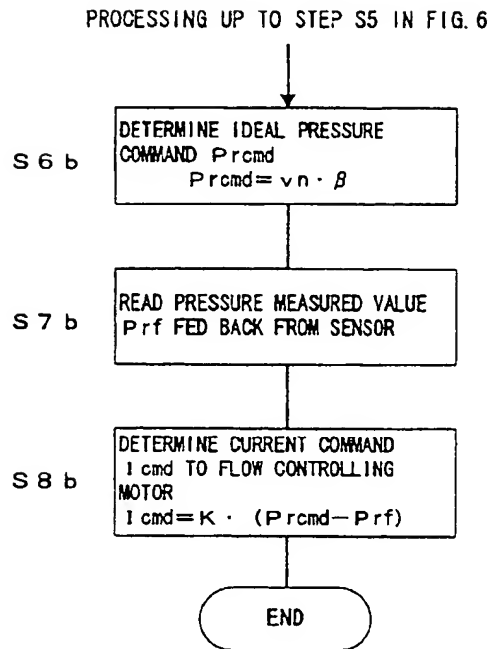 PROCESSING UP TO STEP S5 IN FIG. 6
S6b
DETERMINE IDEAL PRESSURE
COMMAND Prcmd
Prcmd=vn・β
S7b
READ PRESSURE MEASURED VALUE
Prf FED BACK FROM SENSOR
S8b
DETERMINE CURRENT COMMAND
Icmd TO FLOW CONTROLLING
MOTOR
Icmd=K・(Prcmd−Prf)
END